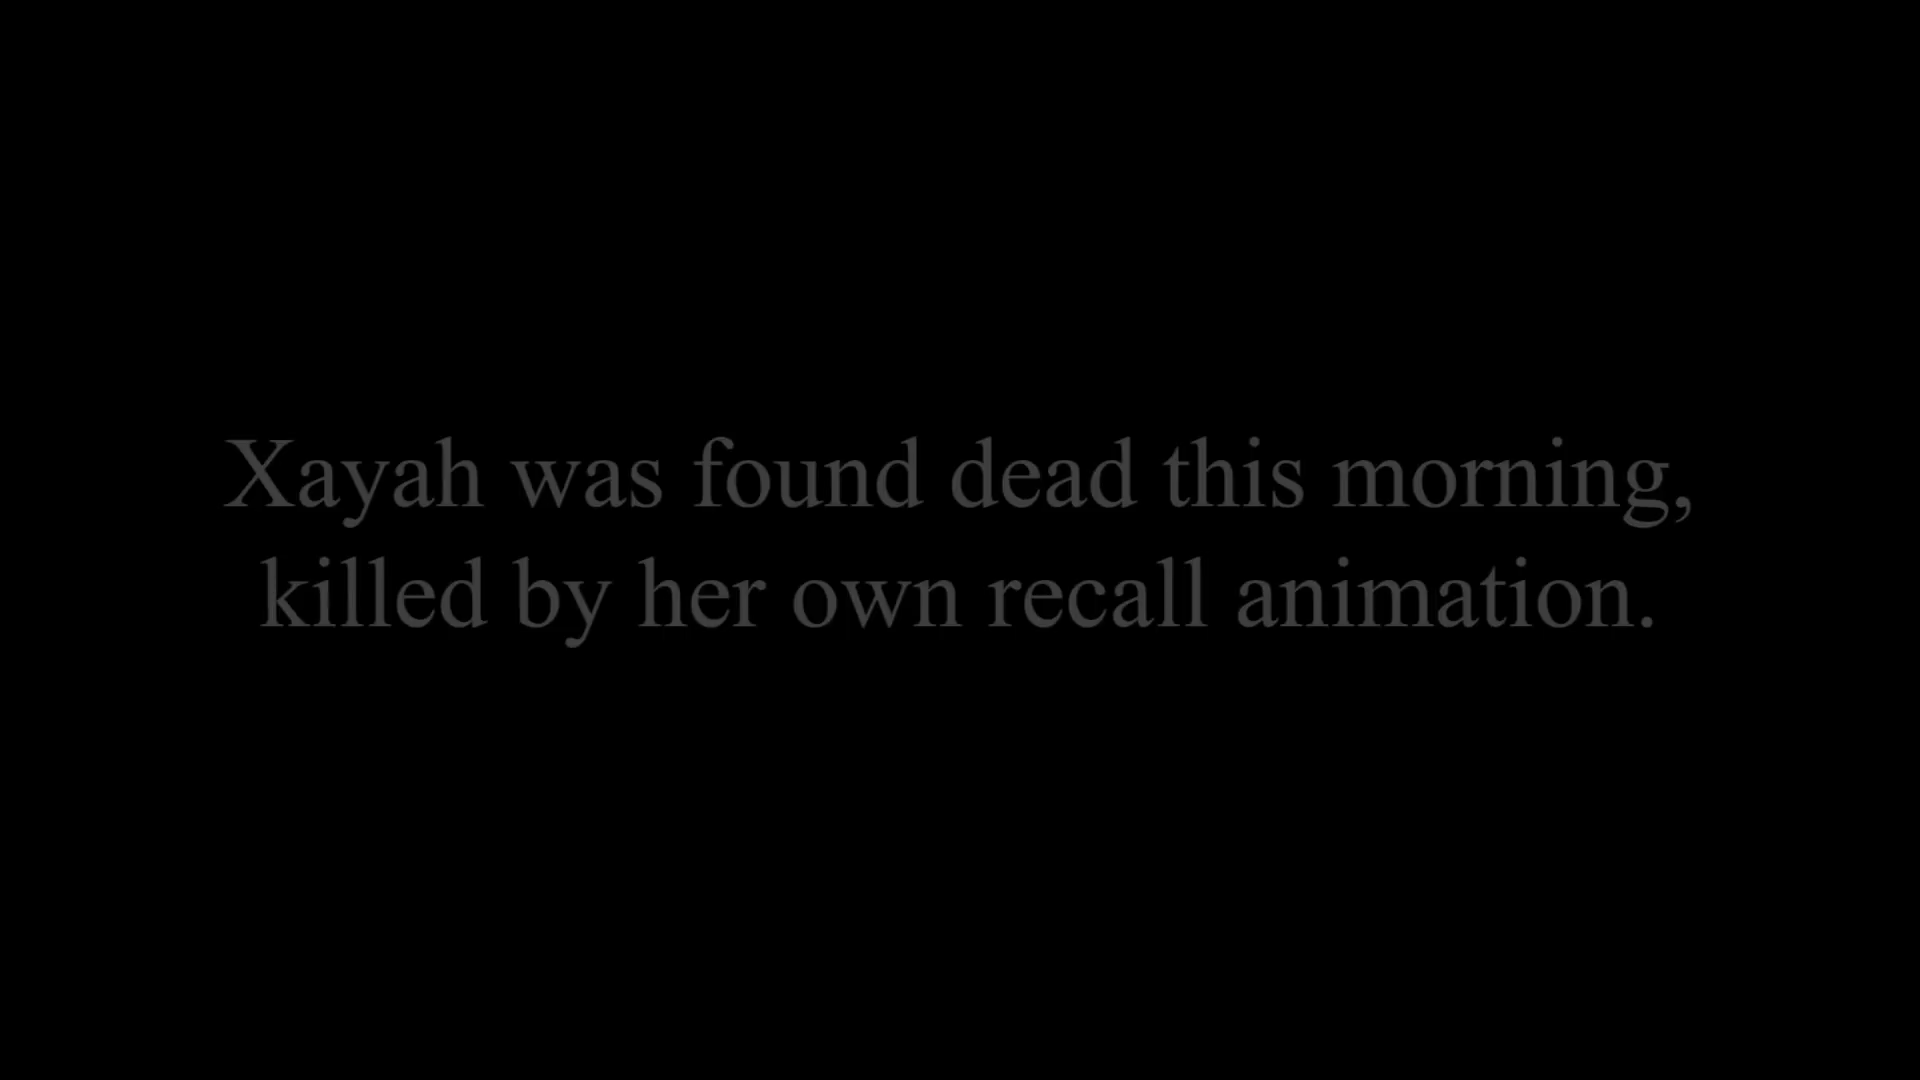 Xayah was found dead this morning,
killed by her own recall animation.